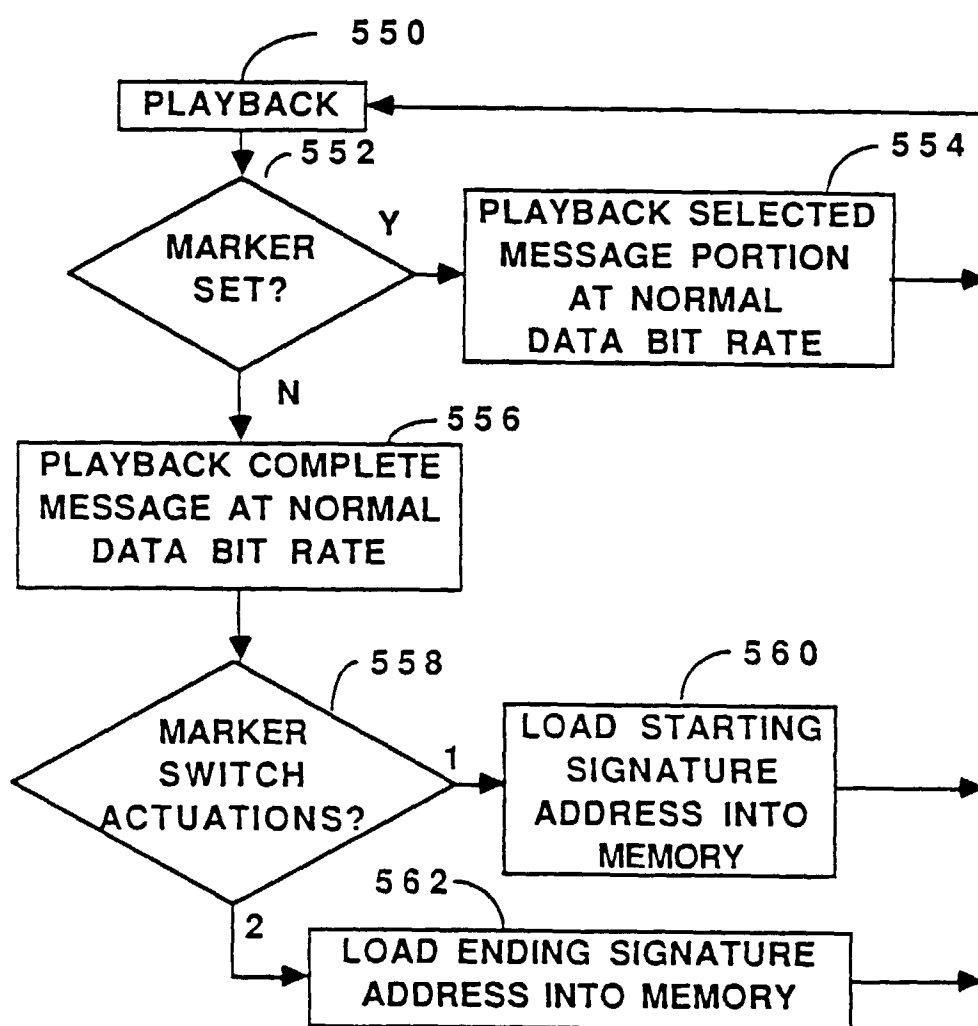 550
PLAYBACK
552
MARKER
SET?
Y
N
554
PLAYBACK SELECTED
MESSAGE PORTION
AT NORMAL
DATA BIT RATE
556
PLAYBACK COMPLETE
MESSAGE AT NORMAL
DATA BIT RATE
558
MARKER
SWITCH
ACTUATIONS?
1
2
560
LOAD STARTING
SIGNATURE
ADDRESS INTO
MEMORY
562
LOAD ENDING SIGNATURE
ADDRESS INTO MEMORY